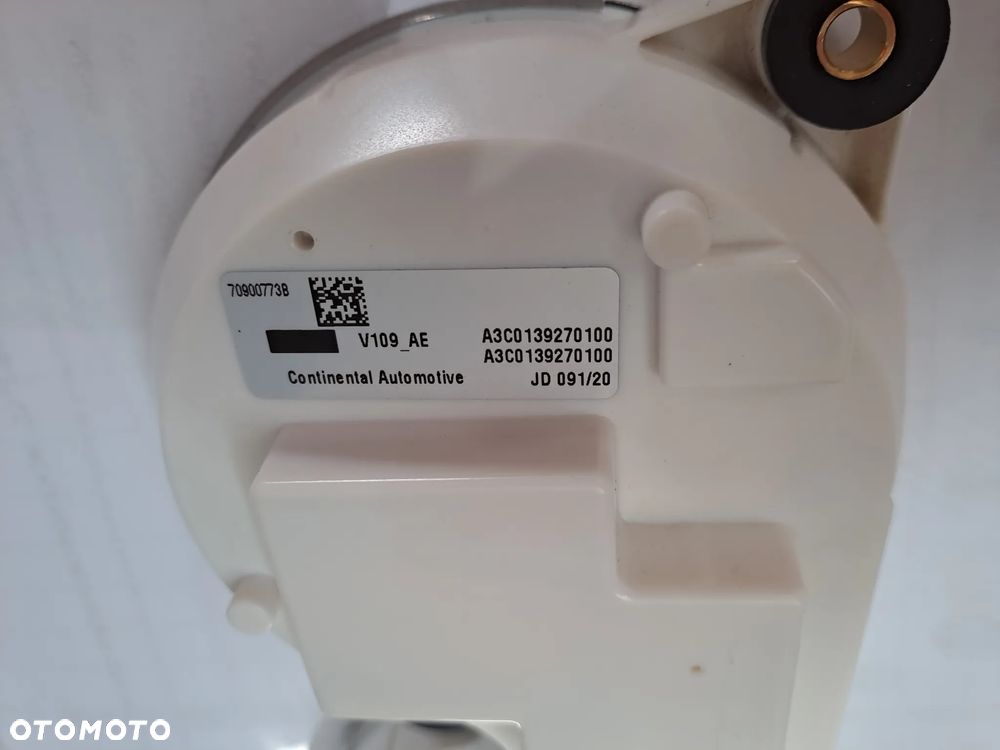 70900773B
V109_AE A3C0139270100
A3C0139270100
Continental Automotive JD 091/20
OTOMOTO